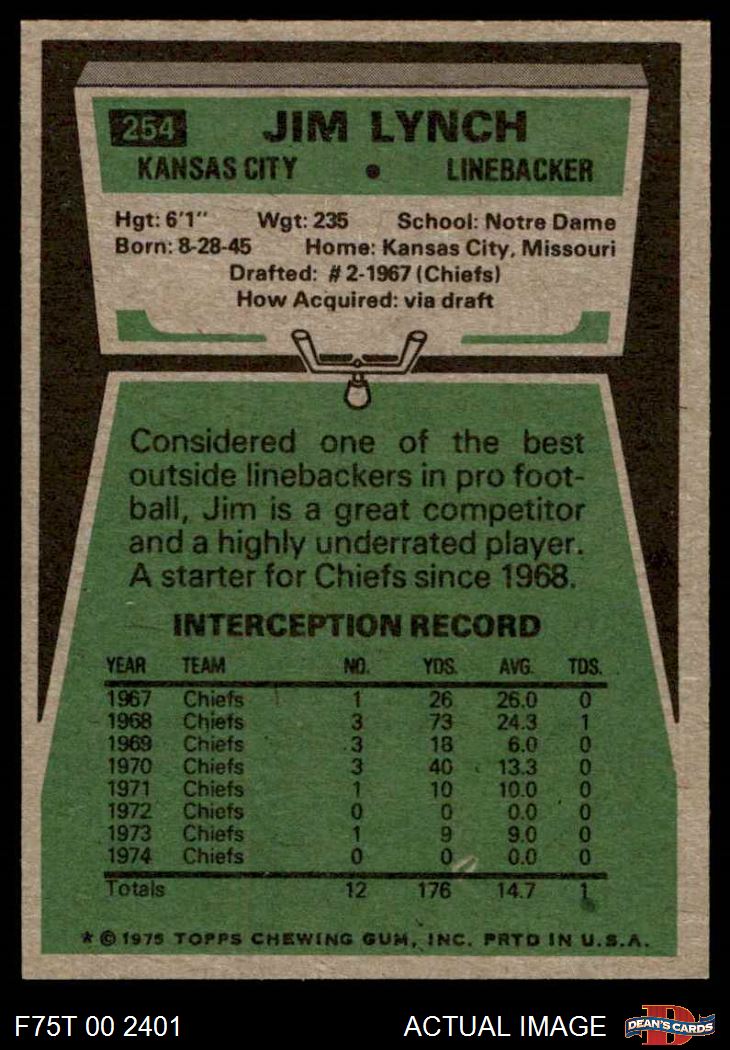 254 JIM LYNCH
KANSAS CITY • LINEBACKER
Hgt: 6'1" Wgt: 235 School: Notre Dame
Born: 8-28-45 Home: Kansas City, Missouri
Drafted: #2-1967 (Chiefs)
How Acquired: via draft
Considered one of the best
outside linebackers in pro foot-
ball, Jim is a great competitor
and a highly underrated player.
A starter for Chiefs since 1968.
INTERCEPTION RECORD
YEAR TEAM NO. YDS. AVG. TDS.
1967 Chiefs 1 26 26.0 0
1968 Chiefs 3 73 24.3 1
1969 Chiefs 3 18 6.0 0
1970 Chiefs 3 40 13.3 0
1971 Chiefs 1 10 10.0 0
1972 Chiefs 0 0 0.0 0
1973 Chiefs 1 9 9.0 0
1974 Chiefs 0 0 0.0 0
Totals 12 176 14.7 1
* © 1975 TOPPS CHEWING GUM, INC. PRTD IN U.S.A.
F75T 00 2401 ACTUAL IMAGE D DEAN'S CARDS